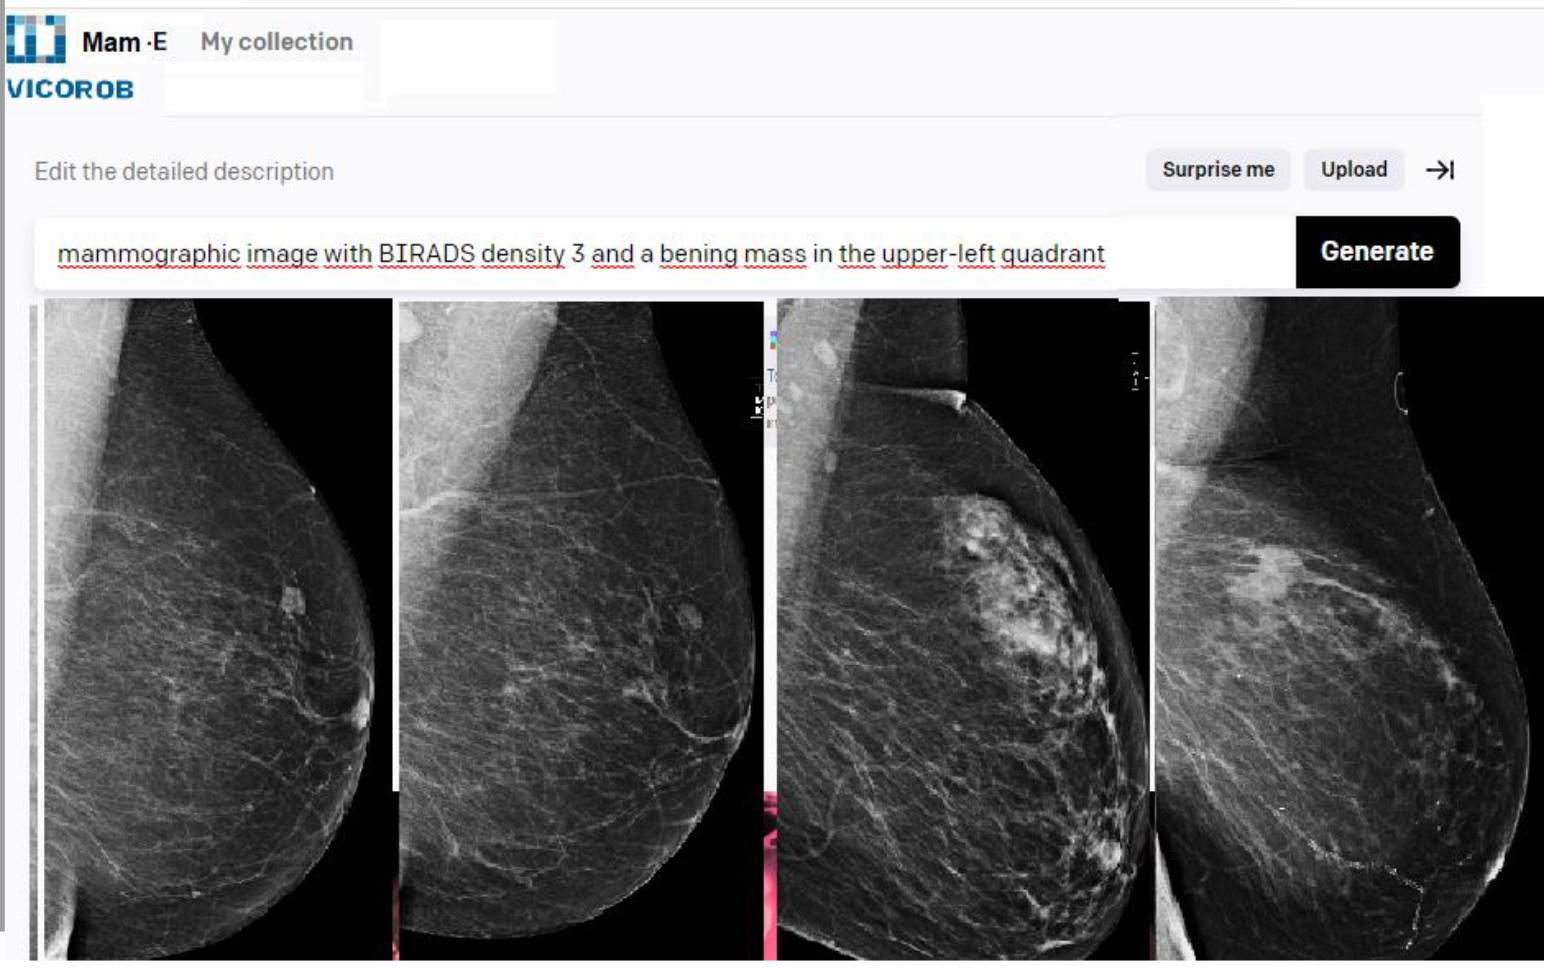 Mam ·E My collection
VICOROB
Edit the detailed description
Surprise me Upload
mammographic image with BIRADS density 3 and a bening mass in the upper-left quadrant
Generate